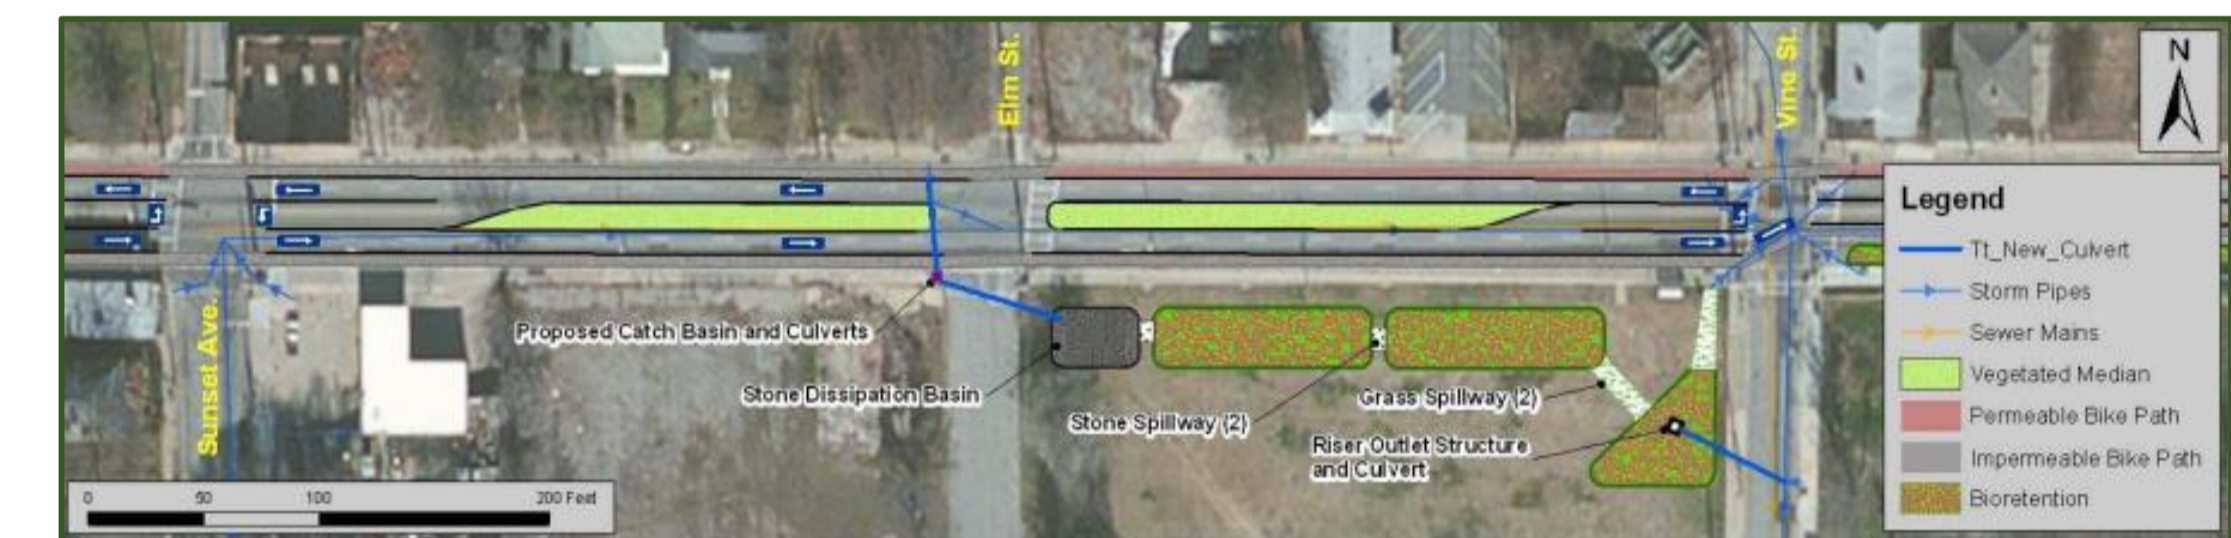 Elm St.
Vine St.
N
Sunset Ave.
Proposed Catch Basin and Culverts
Stone Dissipation Basin
Stone Spillway (2)
Grass Spillway (2)
Riser Outlet Structure
and Culvert
0 50 100 200 Feet
Legend
Tt_New_Culvert
Storm Pipes
Sewer Mains
Vegetated Median
Permeable Bike Path
Impermeable Bike Path
Bioretention